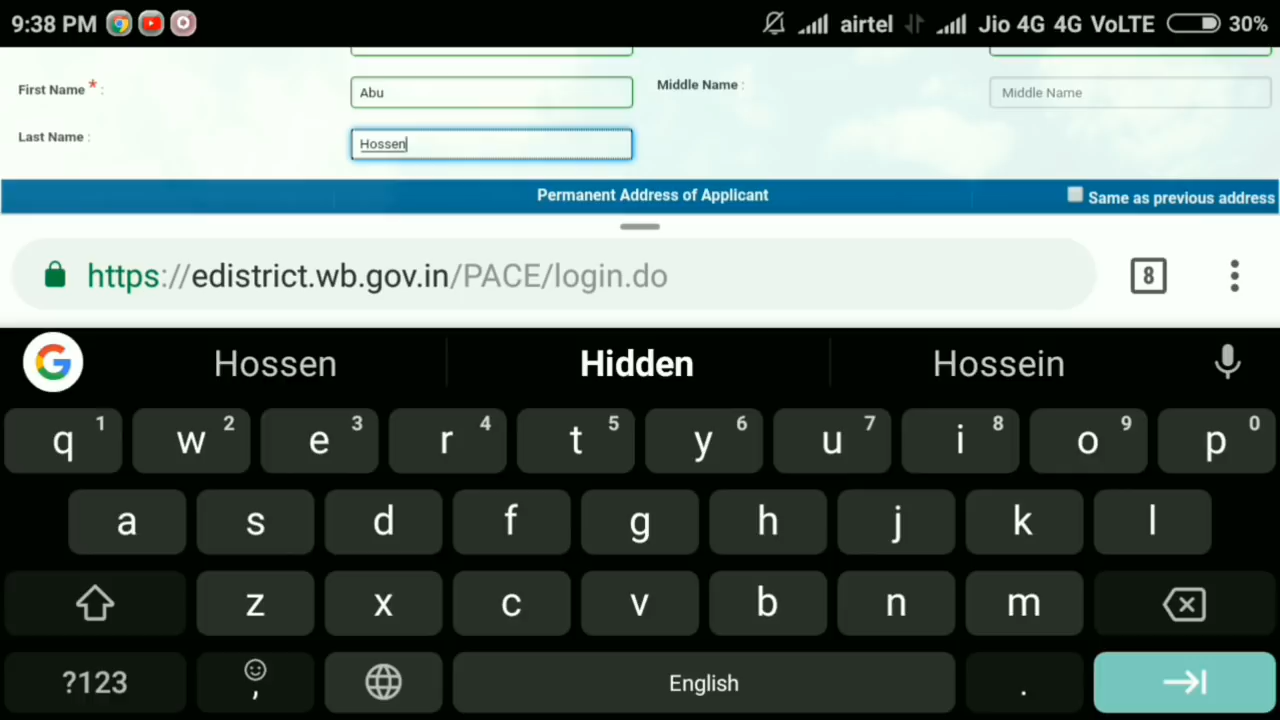 9:38 PM airtel Jio 4G 4G VoLTE 30%
First Name * : Abu Middle Name : Middle Name
Last Name : Hossen
Permanent Address of Applicant Same as previous address
https://edistrict.wb.gov.in/PACE/login.do 8
G Hossen Hidden Hossein
q 1 w 2 e 3 r 4 t 5 y 6 u 7 i 8 o 9 p 0
a s d f g h j k l
z x c v b n m
?123 , English .